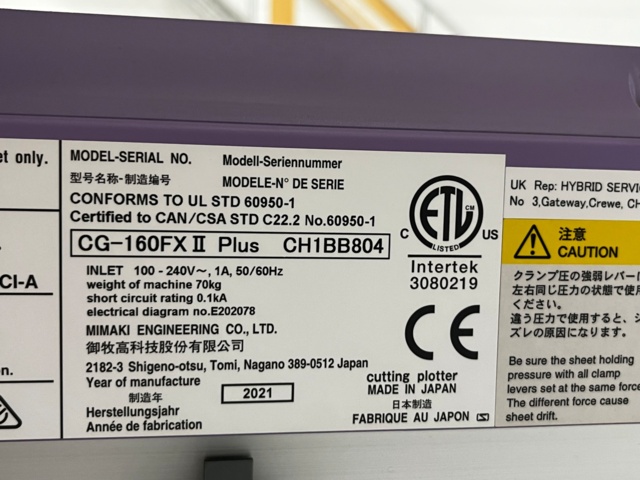 et only.
CI-A
on.
MODEL-SERIAL NO. Modell-Seriennummer
型号名称-制造编号 MODELE-N° DE SERIE
CONFORMS TO UL STD 60950-1
Certified to CAN/CSA STD C22.2 No.60950-1
CG-160FX II Plus CH1BB804
INLET 100-240V～, 1A, 50/60Hz
weight of machine 70kg
short circuit rating 0.1kA
electrical diagram no.E202078
MIMAKI ENGINEERING CO., LTD.
御牧高科技股份有限公司
2182-3 Shigeno-otsu, Tomi, Nagano 389-0512 Japan
Year of manufacture
制造年
2021
Herstellungsjahr
Année de fabrication
ETL CM
LISTED
C US
Intertek
3080219
CE
cutting plotter
MADE IN JAPAN
日本制造
FABRIQUE AU JAPON
UK Rep: HYBRID SERVIC
No 3,Gateway,Crewe, CH
注意
CAUTION
クランプ圧の強弱レバーは
左右同じ圧力の状態で使用
ください。
違う圧力で使用すると、シ
ズレの原因になります。
Be sure the sheet holding
pressure with all clamp
levers set at the same force
The different force cause
sheet drift.